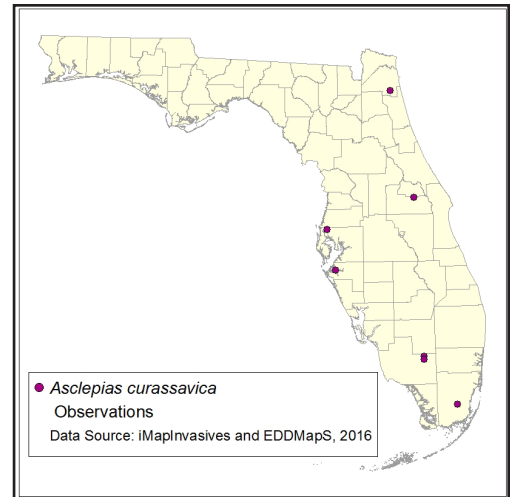 Asclepias curassavica
Observations
Data Source: iMapInvasives and EDDMapS, 2016